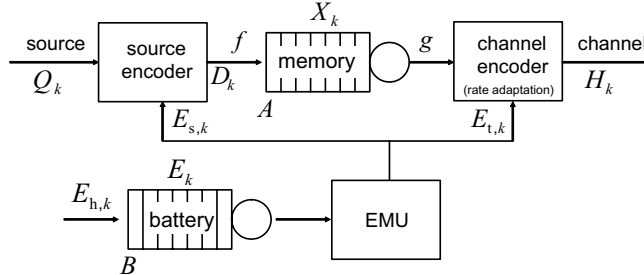 source
Q_k
source
encoder
f
D_k
X_k
memory
A
g
channel
encoder
(rate adaptation)
channel
H_k
E_{s,k}
E_{t,k}
E_{h,k}
E_k
battery
B
EMU